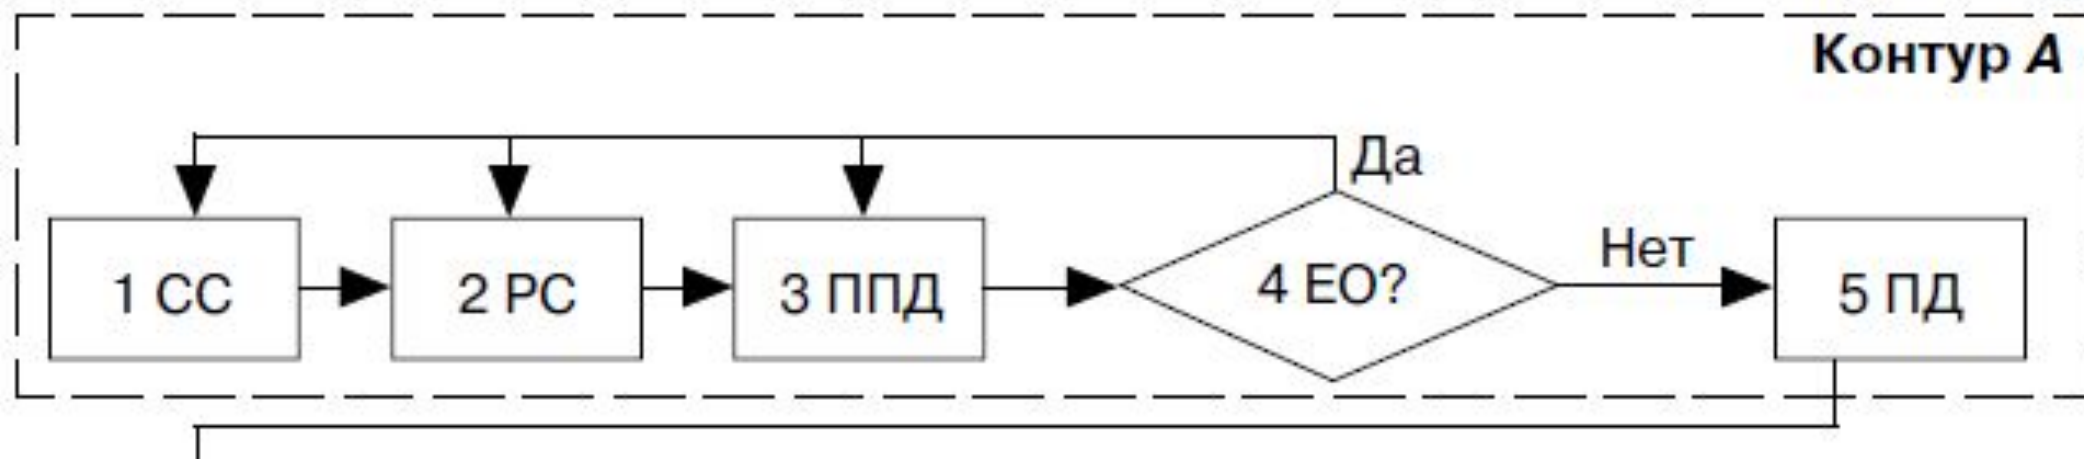 Контур А
Да
1 СС
2 РС
3 ППД
4 ЕО?
Нет
5 ПД